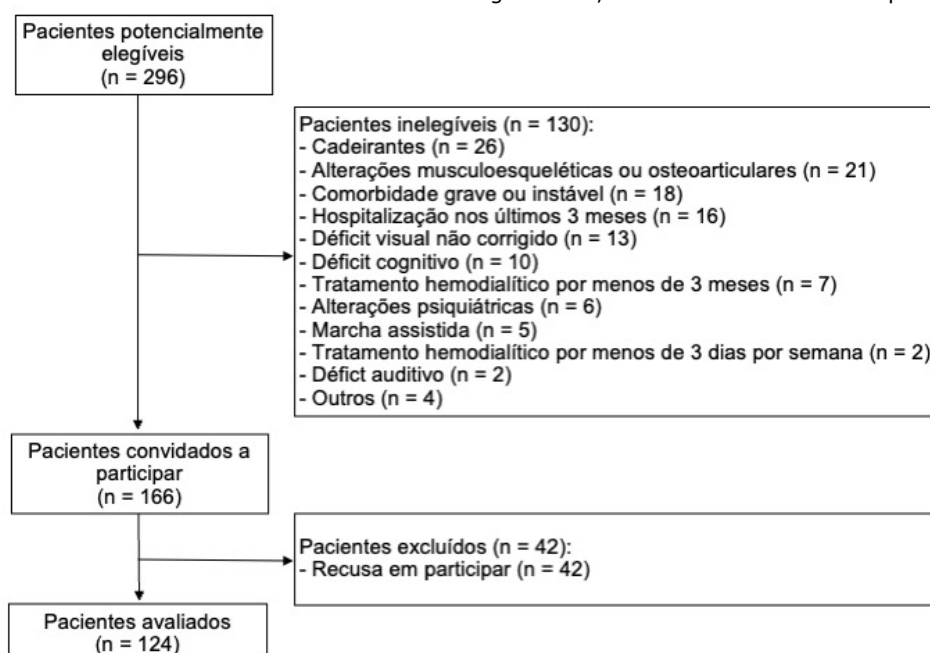 Pacientes potencialmente
elegíveis
(n = 296)
Pacientes inelegíveis (n = 130):
- Cadeirantes (n = 26)
- Alterações musculoesqueléticas ou osteoarticulares (n = 21)
- Comorbidade grave ou instável (n = 18)
- Hospitalização nos últimos 3 meses (n = 16)
- Déficit visual não corrigido (n = 13)
- Déficit cognitivo (n = 10)
- Tratamento hemodialítico por menos de 3 meses (n = 7)
- Alterações psiquiátricas (n = 6)
- Marcha assistida (n = 5)
- Tratamento hemodialítico por menos de 3 dias por semana (n = 2)
- Défict auditivo (n = 2)
- Outros (n = 4)
Pacientes convidados a
participar
(n = 166)
Pacientes excluídos (n = 42):
- Recusa em participar (n = 42)
Pacientes avaliados
(n = 124)